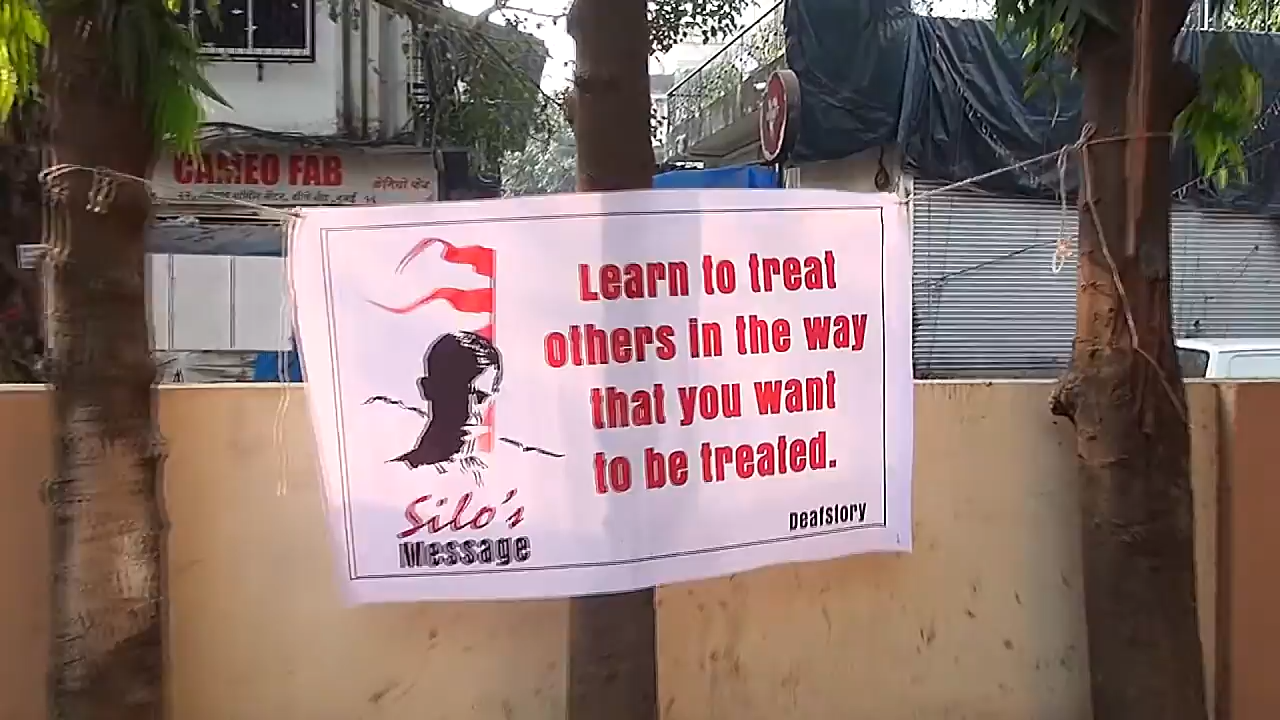 CAMEO FAB
Learn to treat
others in the way
that you want
to be treated.
Silo's
Message
Deafstory